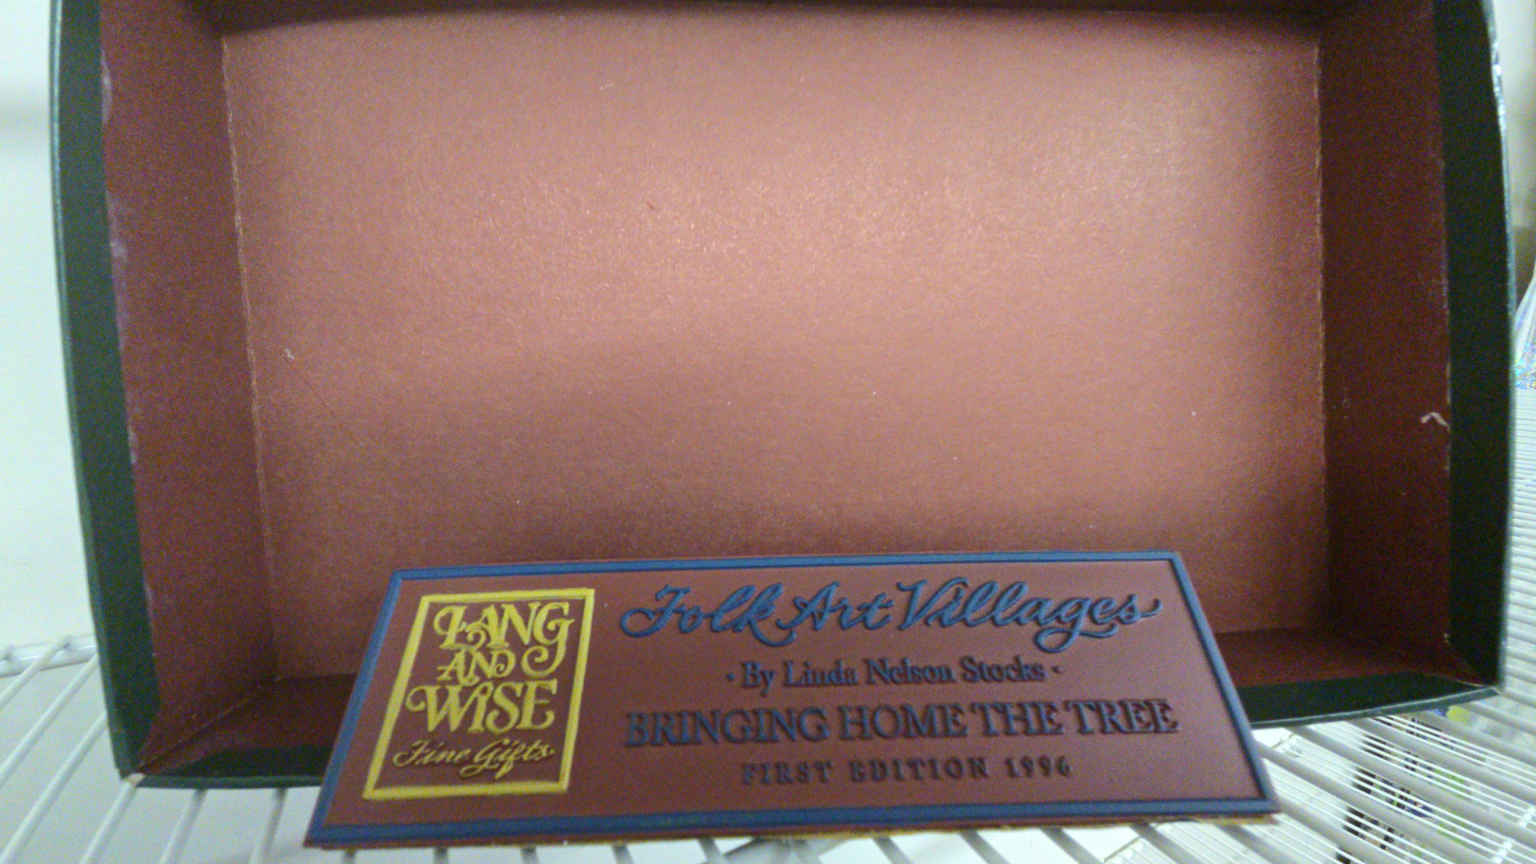 LANG
AND
WISE
Fine Gifts
Folk Art Villages
· By Linda Nelson Stocks ·
BRINGING HOME THE TREE
FIRST EDITION 1996